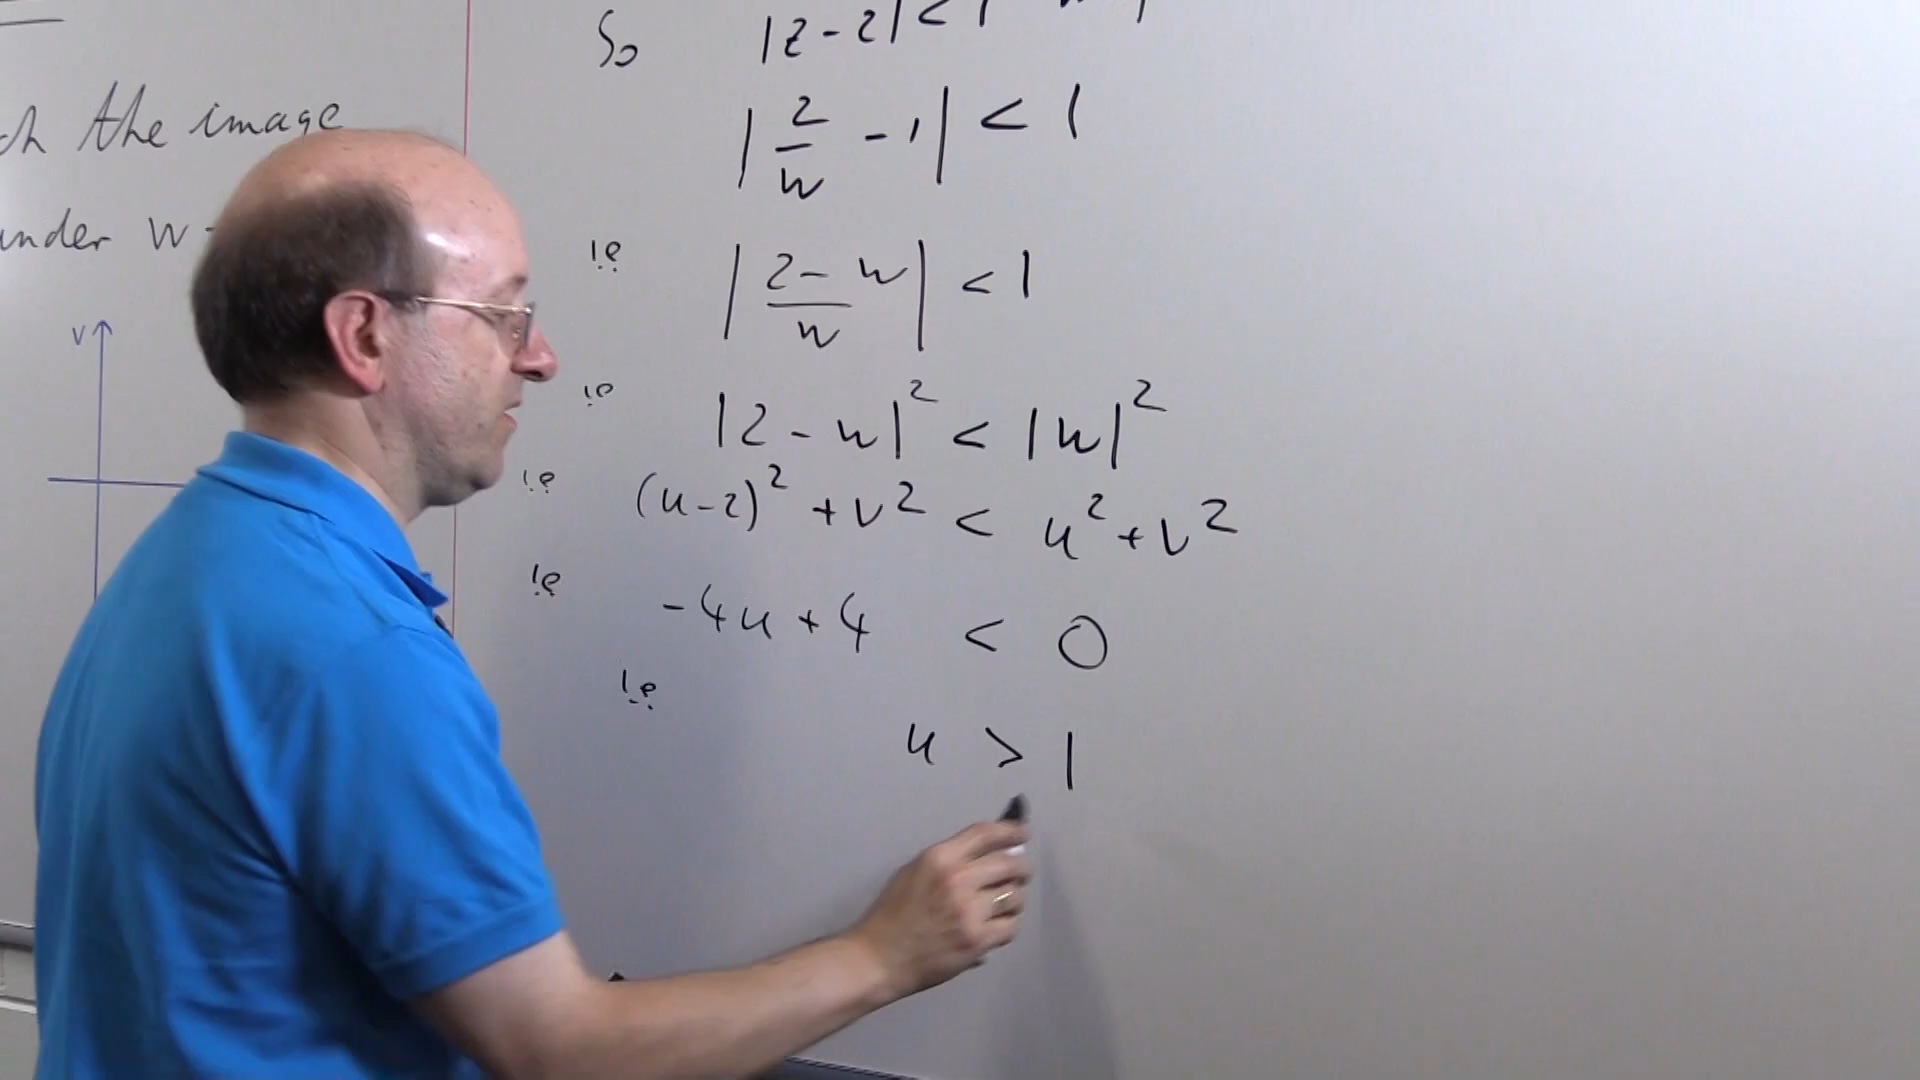 ch the image
under w
v
So |z-2| < 1
|2/w - 1| < 1
ie |(2-w)/w| < 1
ie |2-w|² < |w|²
ie (u-2)² + v² < u² + v²
ie -4u + 4 < 0
ie
u > 1